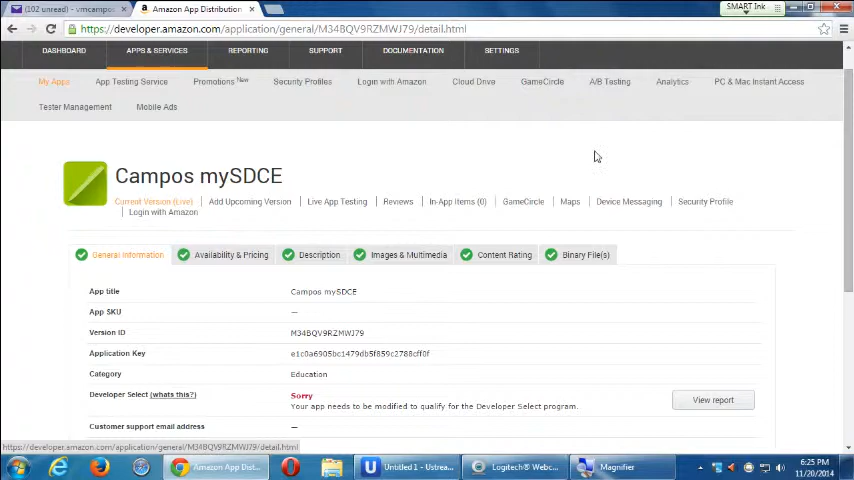 (102 unread) - vmcampos
Amazon App Distribution
SMART Ink
https://developer.amazon.com/application/general/M34BQV9RZMWJ79/detail.html
DASHBOARD APPS & SERVICES REPORTING SUPPORT DOCUMENTATION SETTINGS
My Apps App Testing Service Promotions New Security Profiles Login with Amazon Cloud Drive GameCircle A/B Testing Analytics PC & Mac Instant Access
Tester Management Mobile Ads
Campos mySDCE
Current Version (Live) Add Upcoming Version Live App Testing Reviews In-App Items (0) GameCircle Maps Device Messaging Security Profile
Login with Amazon
General Information Availability & Pricing Description Images & Multimedia Content Rating Binary File(s)
App title Campos mySDCE
App SKU —
Version ID M34BQV9RZMWJ79
Application Key e1c0a6905bc1479db5f859c2788cff0f
Category Education
Developer Select (whats this?) Sorry
Your app needs to be modified to qualify for the Developer Select program.
View report
Customer support email address
https://developer.amazon.com/application/general/M34BQV9RZMWJ79/detail.html
Amazon App Dist... Untitled 1 - Ustrea... Logitech® Webc... Magnifier
6:25 PM
11/20/2014